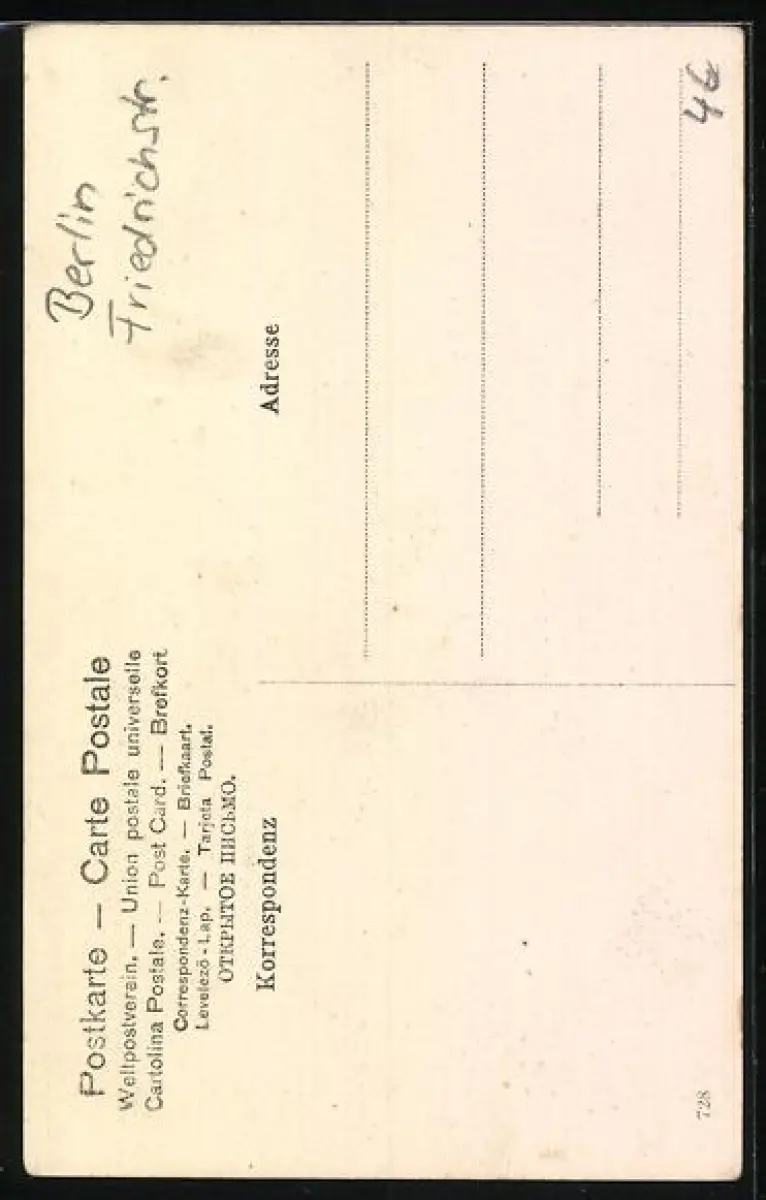 Postkarte — Carte Postale
Weltpostverein. — Union postale universelle
Cartolina Postale. — Post Card. — Brefkort
Correspondenz-Karte. — Briefkaart.
Levelező-Lap. — Tarjeta Postal.
ОТКРЫТОЕ ПИСЬМО.
Berlin
Friedrichstr.
Korrespondenz
Adresse
46
728